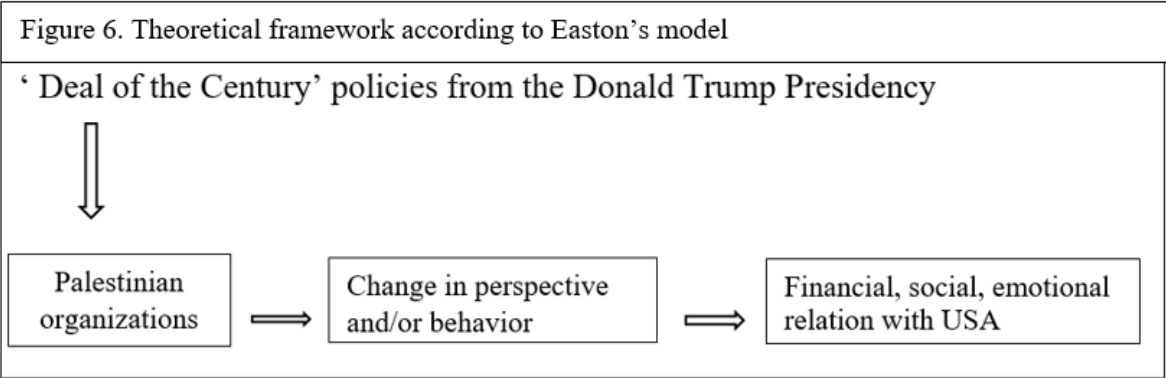 Figure 6. Theoretical framework according to Easton’s model
‘ Deal of the Century’ policies from the Donald Trump Presidency
Palestinian
organizations
Change in perspective
and/or behavior
Financial, social, emotional
relation with USA